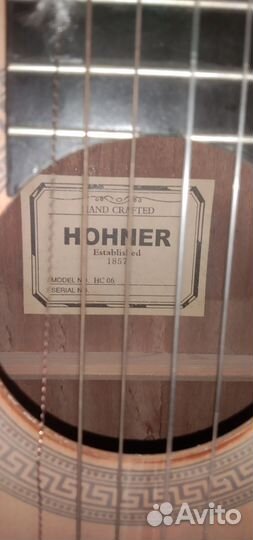 HAND CRAFTED
HOHNER
Established
1857
MODEL NO. HC 06
SERIAL NO.
Avito